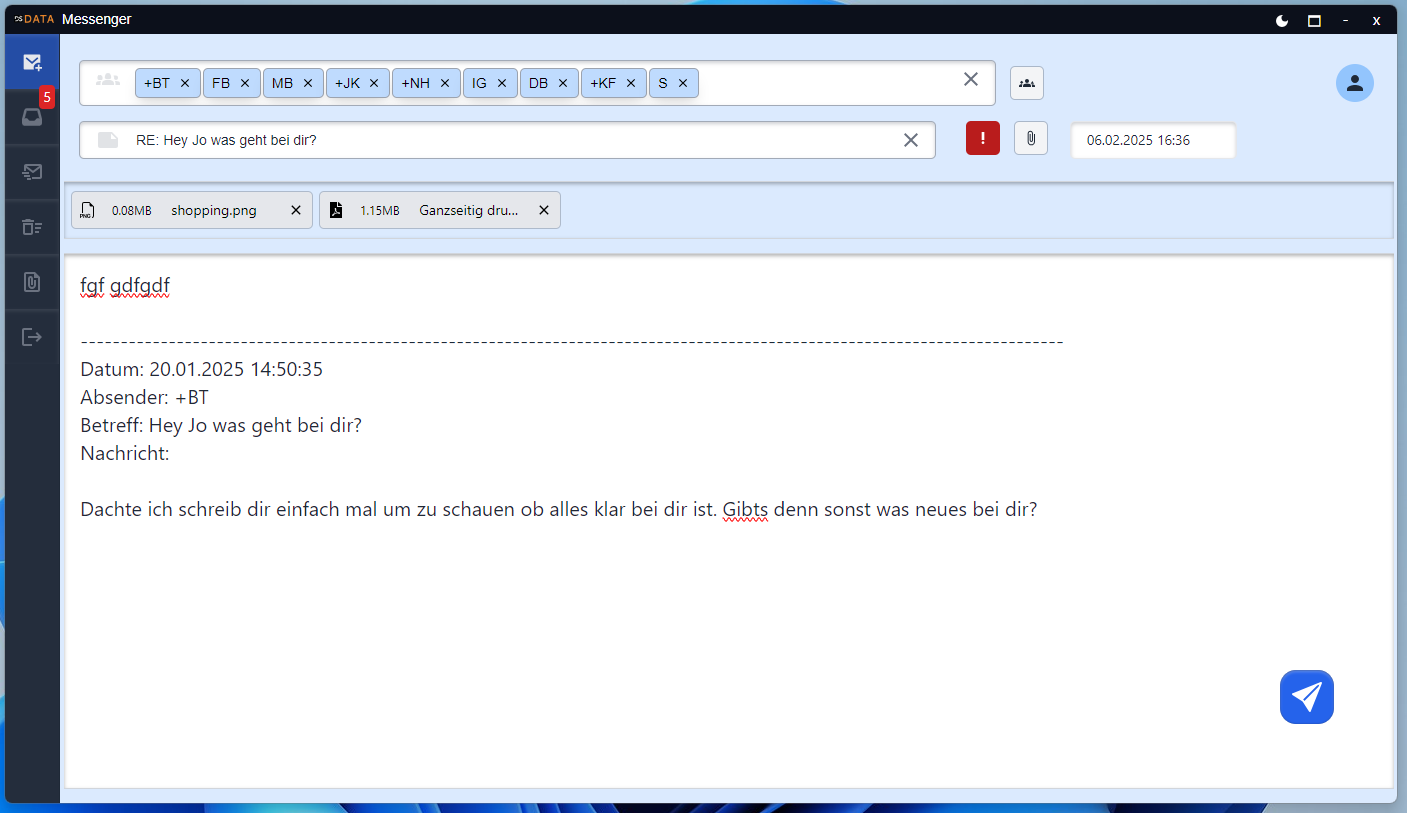 DATA Messenger
+BT FB MB +JK +NH IG DB +KF S
5
RE: Hey Jo was geht bei dir?
06.02.2025 16:36
PNG 0.08MB shopping.png 1.15MB Ganzseitig dru...
fgf gdfgdf
Datum: 20.01.2025 14:50:35
Absender: +BT
Betreff: Hey Jo was geht bei dir?
Nachricht:
Dachte ich schreib dir einfach mal um zu schauen ob alles klar bei dir ist. Gibts denn sonst was neues bei dir?